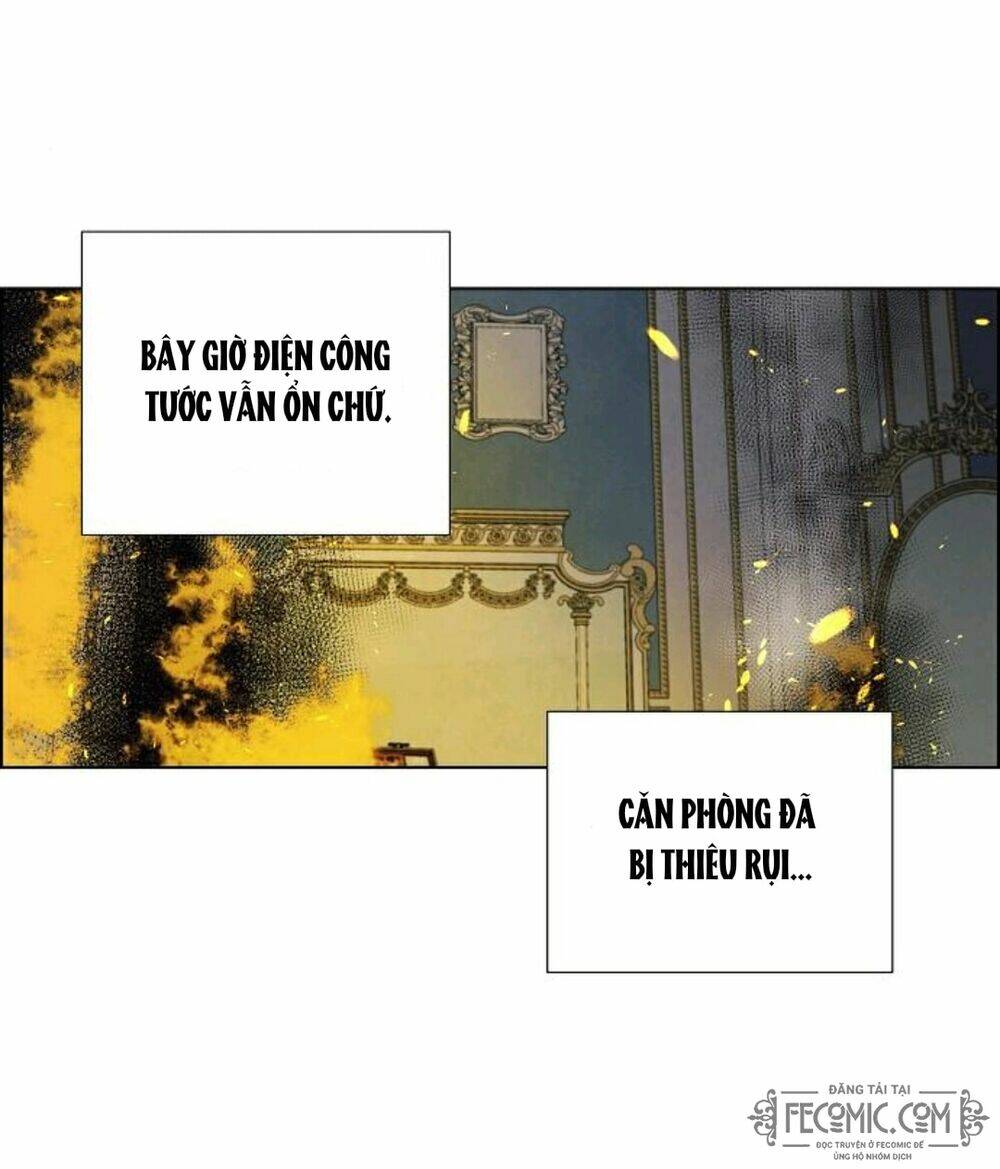 BÂY GIỜ ĐIỆN CÔNG
TƯỚC VẪN ỔN CHỨ.
CĂN PHÒNG ĐÃ
BỊ THIÊU RỤI...
ĐĂNG TẢI TẠI
FECOMIC.COM
ĐỌC TRUYỆN Ở FECOMIC ĐỂ
ỦNG HỘ NHÓM DỊCH